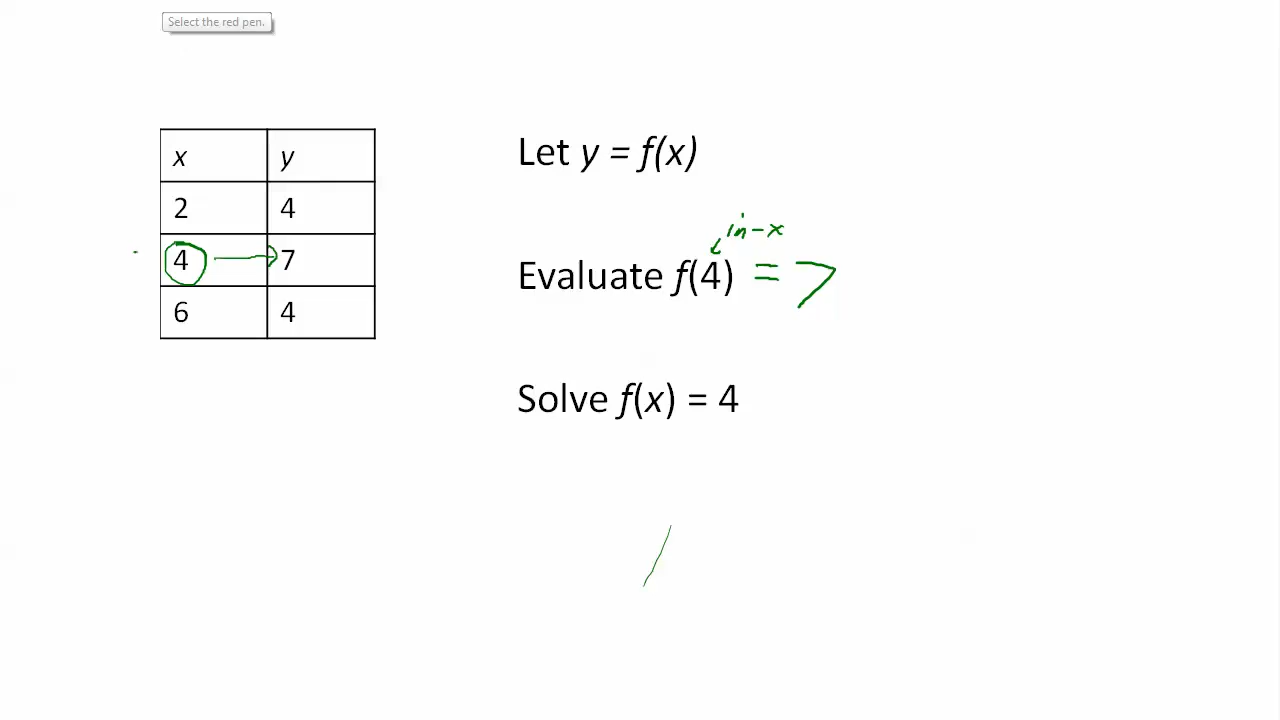 Select the red pen.
x y
2 4
4 7
6 4
Let y = f(x)
in-x
Evaluate f(4) = 7
Solve f(x) = 4